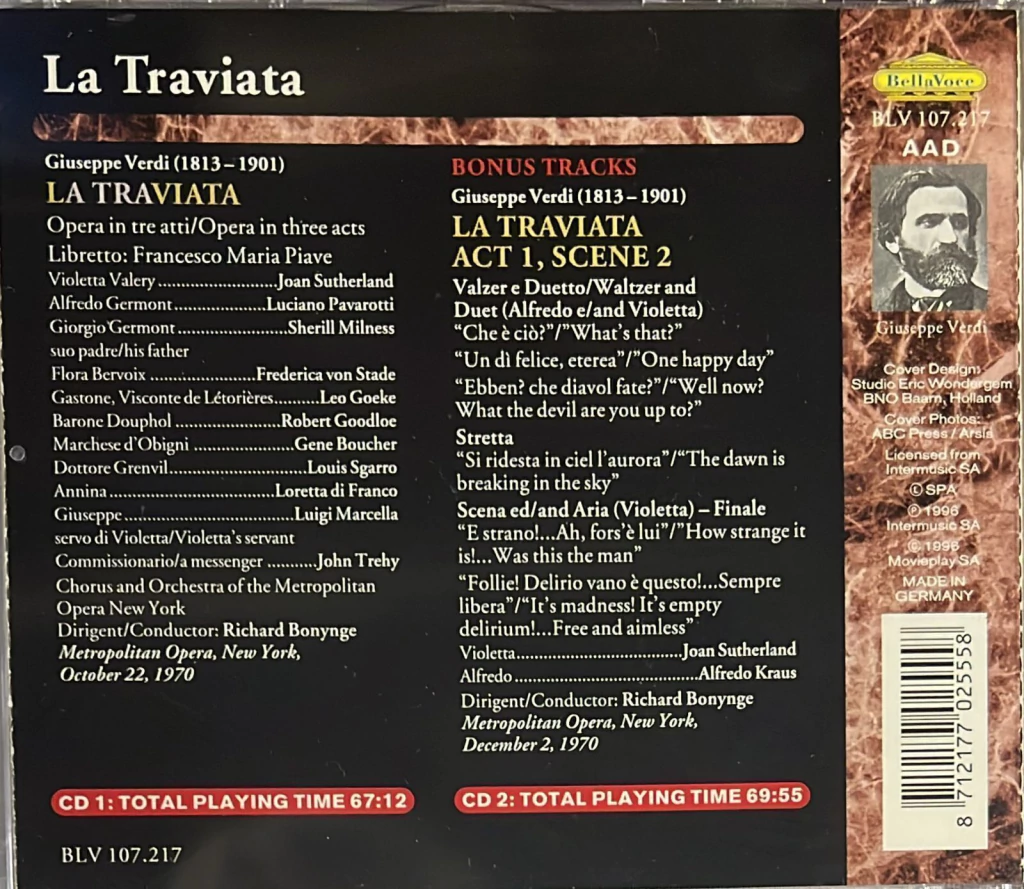 La Traviata
Giuseppe Verdi (1813–1901)
LA TRAVIATA
Opera in tre atti/Opera in three acts
Libretto: Francesco Maria Piave
Violetta Valery..........................Joan Sutherland
Alfredo Germont.....................Luciano Pavarotti
Giorgio Germont........................Sherill Milness
suo padre/his father
Flora Bervoix .......................Frederica von Stade
Gastone, Visconte de Létorières..........Leo Goeke
Barone Douphol .......................Robert Goodloe
Marchese d'Obigni ......................Gene Boucher
Dottore Grenvil..............................Louis Sgarro
Annina....................................Loretta di Franco
Giuseppe.....................................Luigi Marcella
servo di Violetta/Violetta's servant
Commissionario/a messenger ...........John Trehy
Chorus and Orchestra of the Metropolitan
Opera New York
Dirigent/Conductor: Richard Bonynge
Metropolitan Opera, New York,
October 22, 1970
CD 1: TOTAL PLAYING TIME 67:12
BLV 107.217
BONUS TRACKS
Giuseppe Verdi (1813–1901)
LA TRAVIATA
ACT 1, SCENE 2
Valzer e Duetto/Waltzer and
Duet (Alfredo e/and Violetta)
"Che è ciò?"/"What's that?"
"Un dì felice, eterea"/"One happy day"
"Ebben? che diavol fate?"/"Well now?
What the devil are you up to?"
Stretta
"Si ridesta in ciel l'aurora"/"The dawn is
breaking in the sky"
Scena ed/and Aria (Violetta) – Finale
"E strano!...Ah, fors'è lui"/"How strange it
is!...Was this the man"
"Follie! Delirio vano è questo!...Sempre
libera"/"It's madness! It's empty
delirium!...Free and aimless"
Violetta....................................Joan Sutherland
Alfredo........................................Alfredo Kraus
Dirigent/Conductor: Richard Bonynge
Metropolitan Opera, New York,
December 2, 1970
CD 2: TOTAL PLAYING TIME 69:55
BellaVoce
BLV 107.217
AAD
Giuseppe Verdi
Cover Design:
Studio Eric Wondergem
BNO Baarn, Holland
Cover Photos:
ABC Press / Arsis
Licensed from
Intermusic SA
Ⓛ SPA
℗ 1996
Intermusic SA
© 1996
Movieplay SA
MADE IN
GERMANY
8 712177 025558